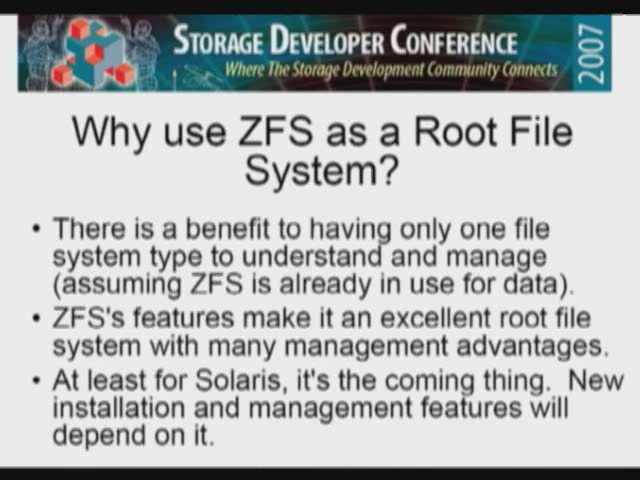 STORAGE DEVELOPER CONFERENCE
Where The Storage Development Community Connects
2007
Why use ZFS as a Root File
System?
• There is a benefit to having only one file
system type to understand and manage
(assuming ZFS is already in use for data).
• ZFS's features make it an excellent root file
system with many management advantages.
• At least for Solaris, it's the coming thing.  New
installation and management features will
depend on it.